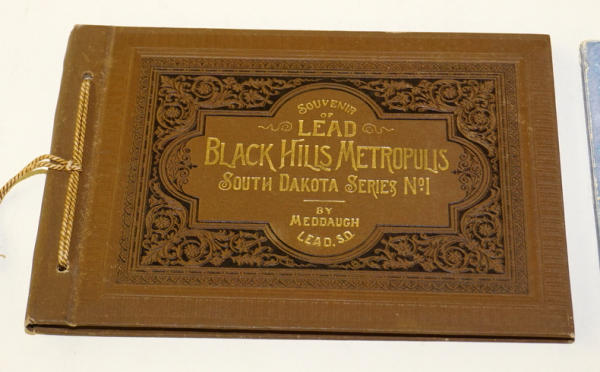 SOUVENIR
OF
LEAD
BLACK HILLS METROPOLIS
SOUTH DAKOTA SERIES No1
BY
MEDDAUGH
LEAD, S.D.